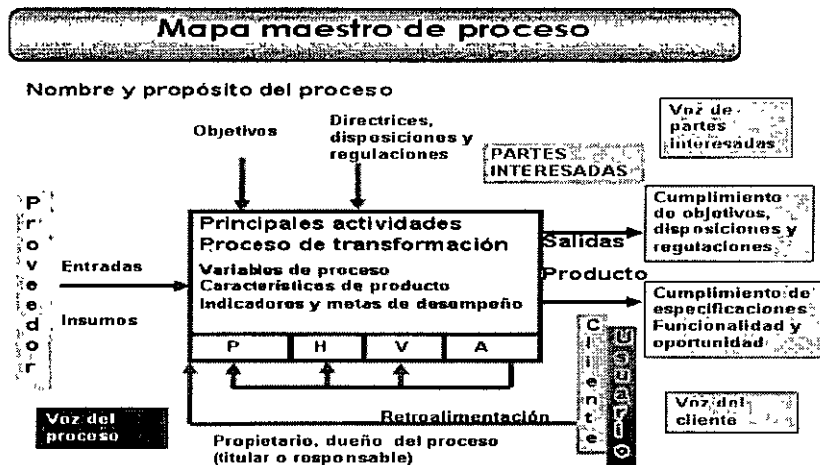 Mapa maestro de proceso
Nombre y propósito del proceso
Objetivos
Directrices,
disposiciones y
regulaciones
PARTES
INTERESADAS
Voz de
partes
interesadas
Proveedor
Entradas
Insumos
Principales actividades
Proceso de transformación
Variables de proceso
Características de producto
Indicadores y metas de desempeño
P H V A
Salidas
Producto
Cumplimiento
de objetivos,
disposiciones y
regulaciones
Cumplimiento de
especificaciones
Funcionalidad y
oportunidad
Cliente
Usuario
Retroalimentación
Voz del
proceso
Propietario, dueño del proceso
(titular o responsable)
Voz del
cliente